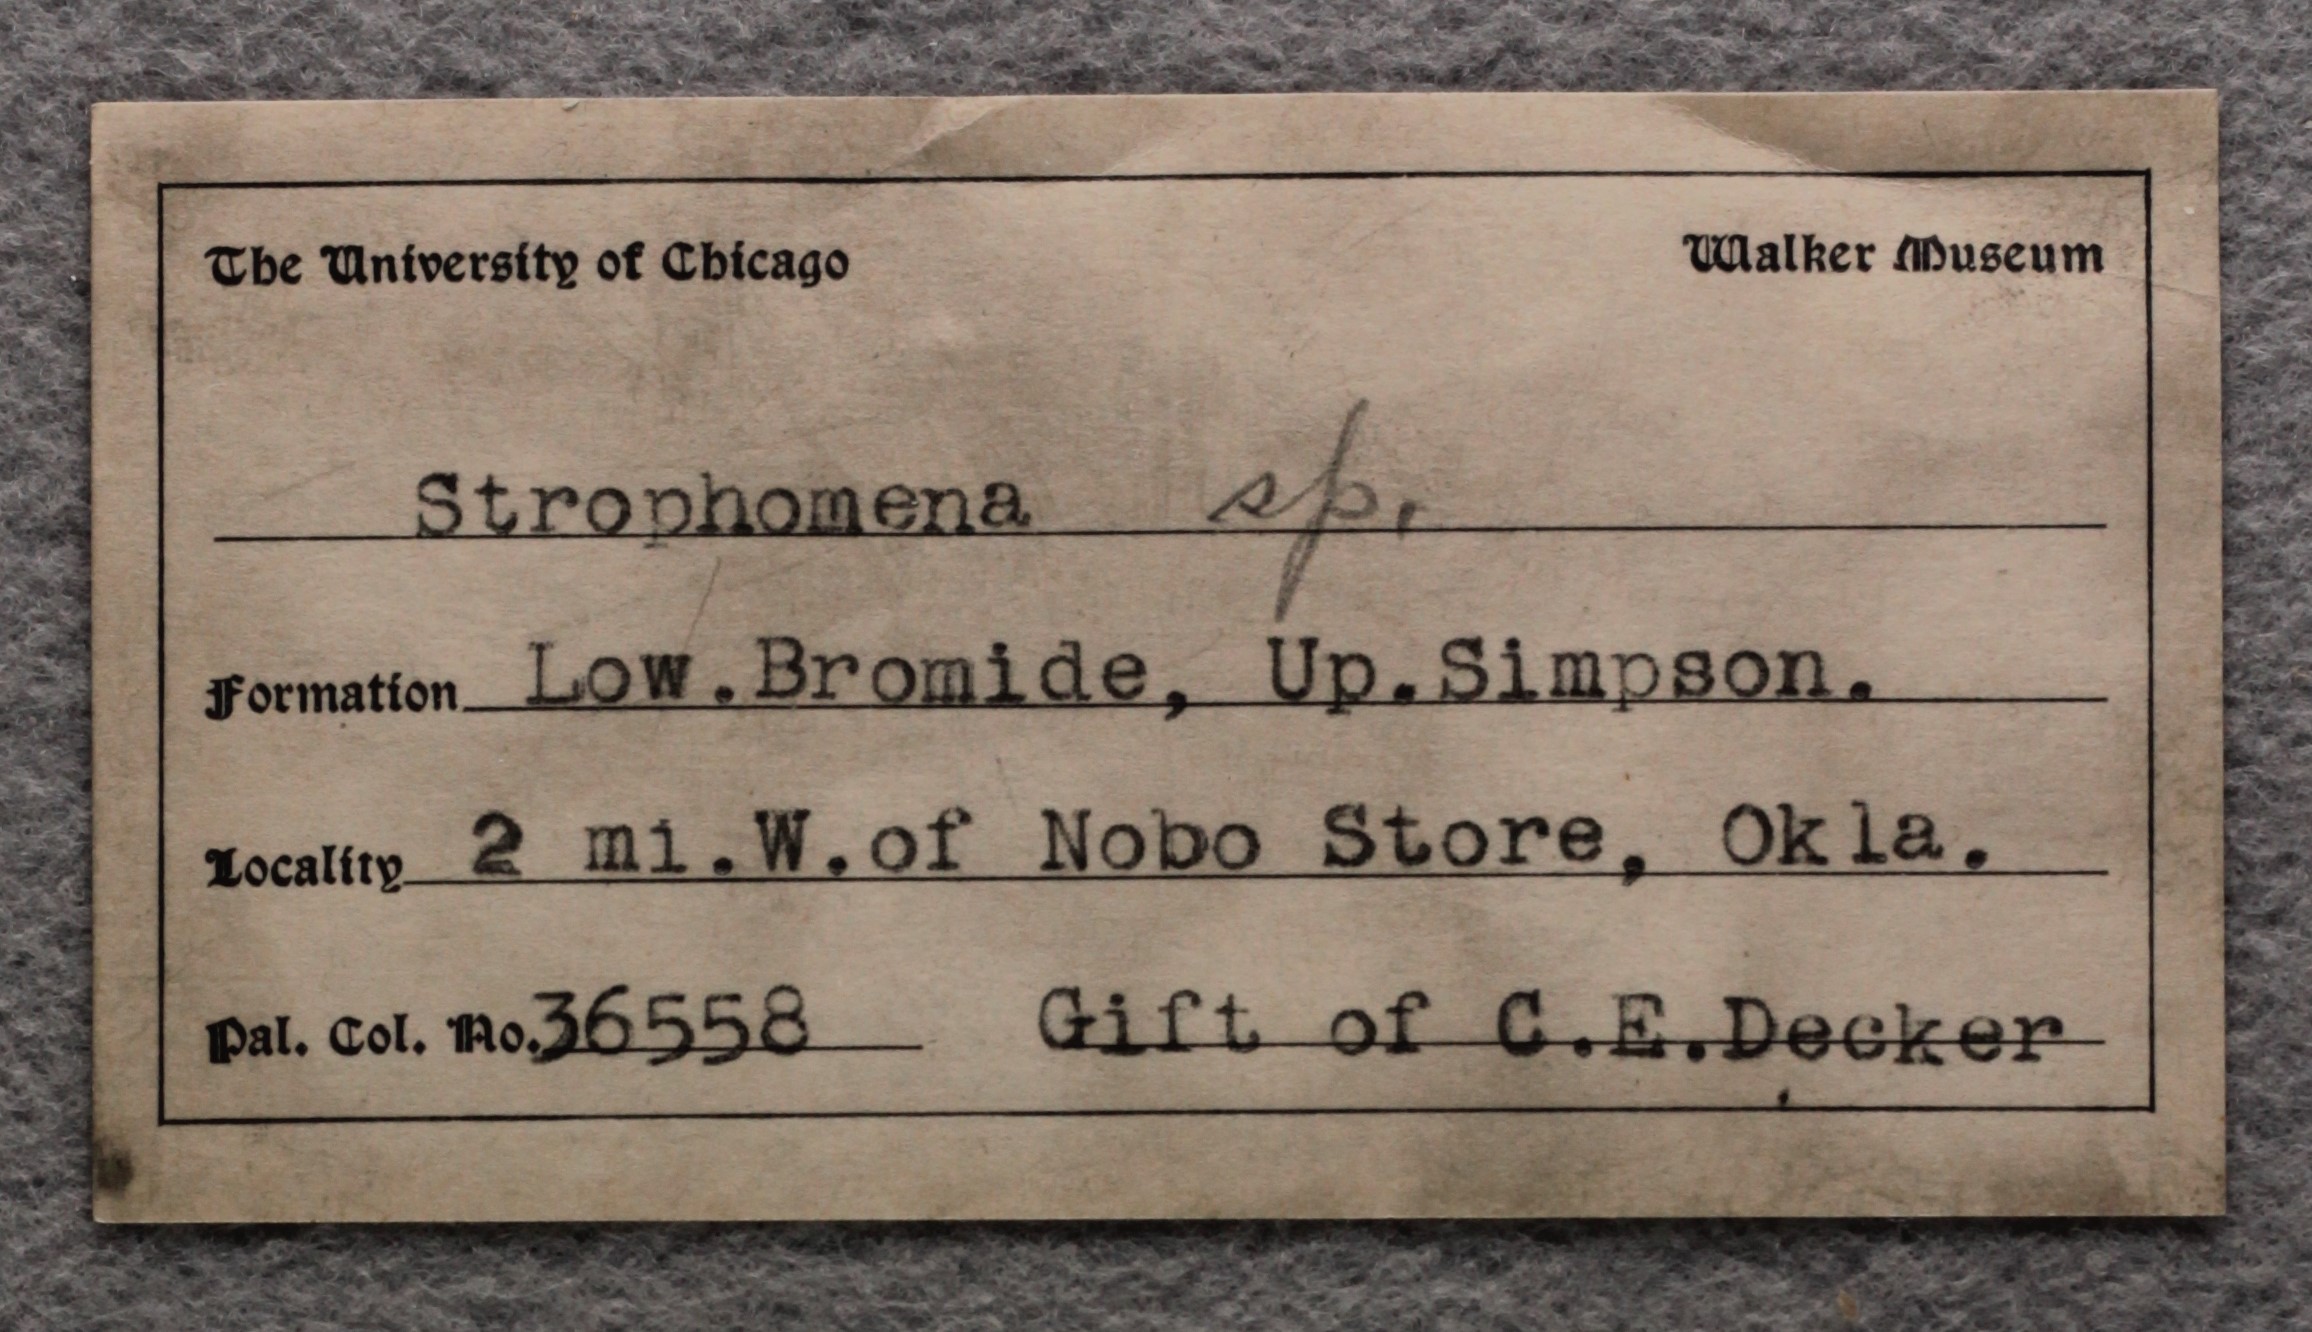 The University of Chicago Walker Museum
Strophomena sp.
Formation Low.Bromide, Up.Simpson.
Locality 2 mi.W.of Nobo Store, Okla.
Pal. Col. No. 36558 Gift of C.E.Decker